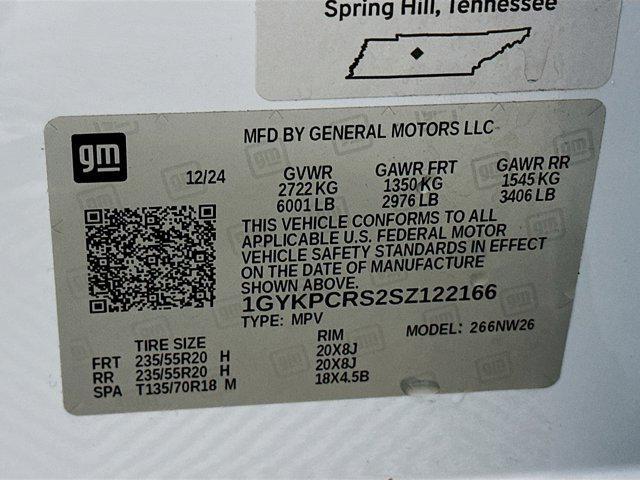 Spring Hill, Tennessee
gm
MFD BY GENERAL MOTORS LLC
12/24
GVWR
2722 KG
6001 LB
GAWR FRT
1350 KG
2976 LB
GAWR RR
1545 KG
3406 LB
THIS VEHICLE CONFORMS TO ALL
APPLICABLE U.S. FEDERAL MOTOR
VEHICLE SAFETY STANDARDS IN EFFECT
ON THE DATE OF MANUFACTURE
SHOWN ABOVE.
1GYKPCRS2SZ122166
TYPE: MPV
MODEL: 266NW26
TIRE SIZE
RIM
FRT 235/55R20 H 20X8J
RR 235/55R20 H 20X8J
SPA T135/70R18 M 18X4.5B